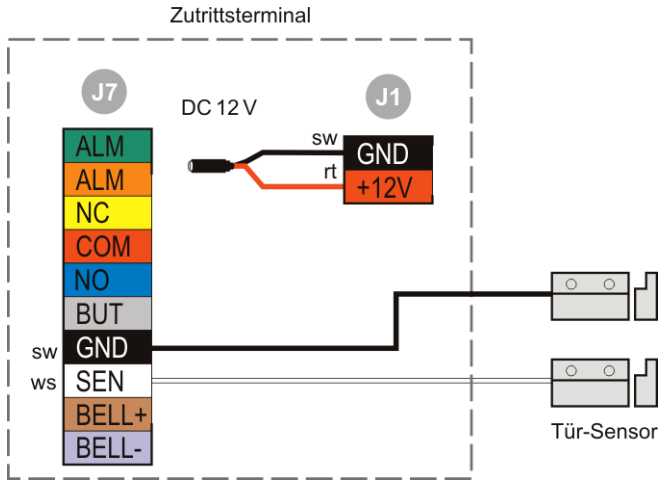 Zutrittsterminal
J7
DC 12 V
J1
ALM
ALM
NC
COM
NO
BUT
sw GND
ws SEN
BELL+
BELL-
sw GND
rt +12V
Tür-Sensor